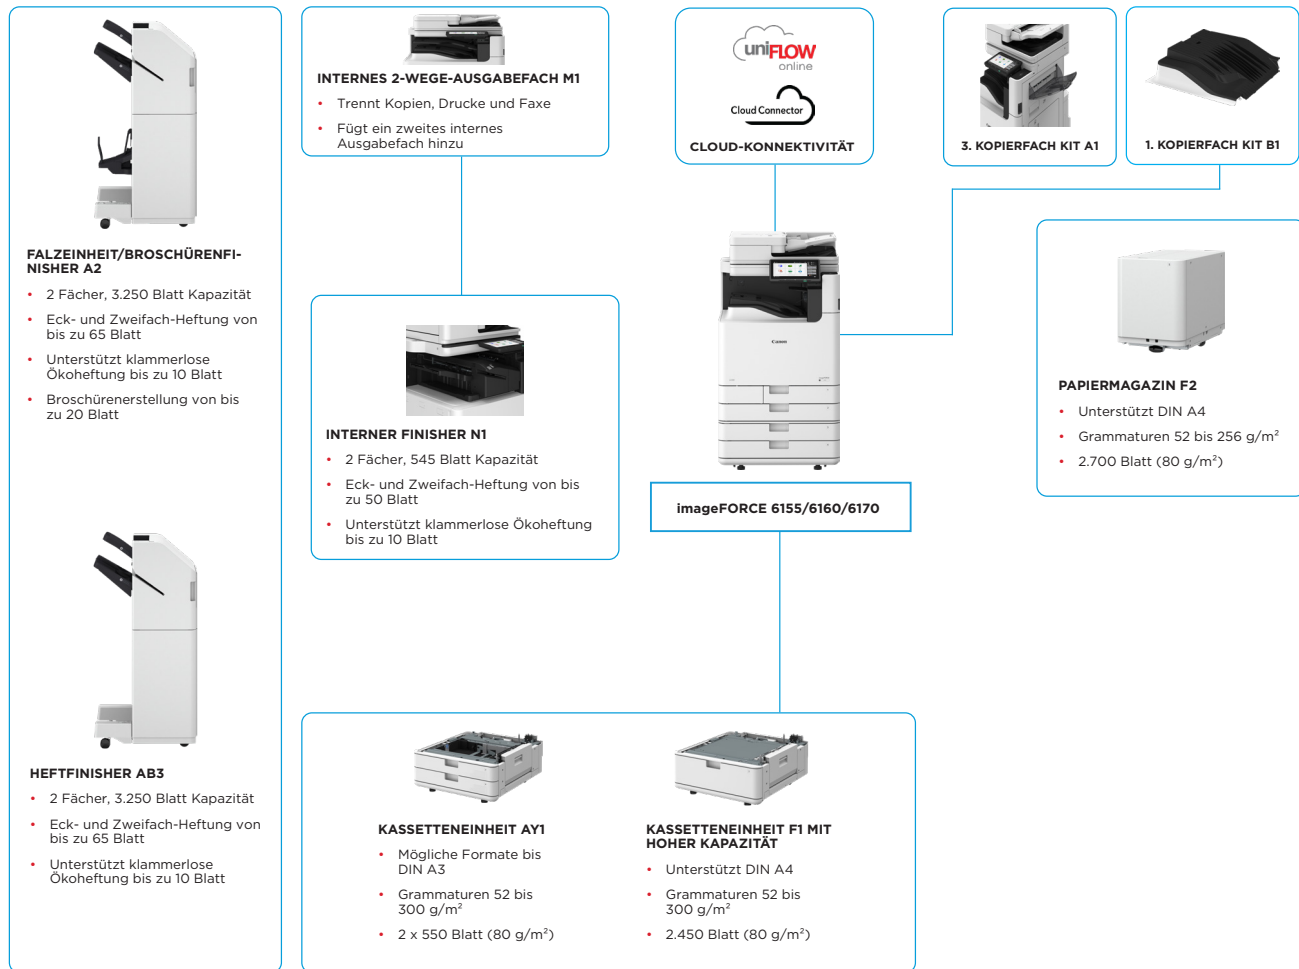 FALZEINHEIT/BROSCHÜRENFI-
NISHER A2
• 2 Fächer, 3.250 Blatt Kapazität
• Eck- und Zweifach-Heftung von
bis zu 65 Blatt
• Unterstützt klammerlose
Ökoheftung bis zu 10 Blatt
• Broschürenerstellung von bis
zu 20 Blatt
HEFTFINISHER AB3
• 2 Fächer, 3.250 Blatt Kapazität
• Eck- und Zweifach-Heftung von
bis zu 65 Blatt
• Unterstützt klammerlose
Ökoheftung bis zu 10 Blatt
INTERNES 2-WEGE-AUSGABEFACH M1
• Trennt Kopien, Drucke und Faxe
• Fügt ein zweites internes
Ausgabefach hinzu
INTERNER FINISHER N1
• 2 Fächer, 545 Blatt Kapazität
• Eck- und Zweifach-Heftung von bis
zu 50 Blatt
• Unterstützt klammerlose Ökoheftung
bis zu 10 Blatt
uniFLOW
online
Cloud Connector
CLOUD-KONNEKTIVITÄT
Canon
imageFORCE 6155/6160/6170
3. KOPIERFACH KIT A1
1. KOPIERFACH KIT B1
PAPIERMAGAZIN F2
• Unterstützt DIN A4
• Grammaturen 52 bis 256 g/m²
• 2.700 Blatt (80 g/m²)
KASSETTENEINHEIT AY1
• Mögliche Formate bis
DIN A3
• Grammaturen 52 bis
300 g/m²
• 2 x 550 Blatt (80 g/m²)
KASSETTENEINHEIT F1 MIT
HOHER KAPAZITÄT
• Unterstützt DIN A4
• Grammaturen 52 bis
300 g/m²
• 2.450 Blatt (80 g/m²)